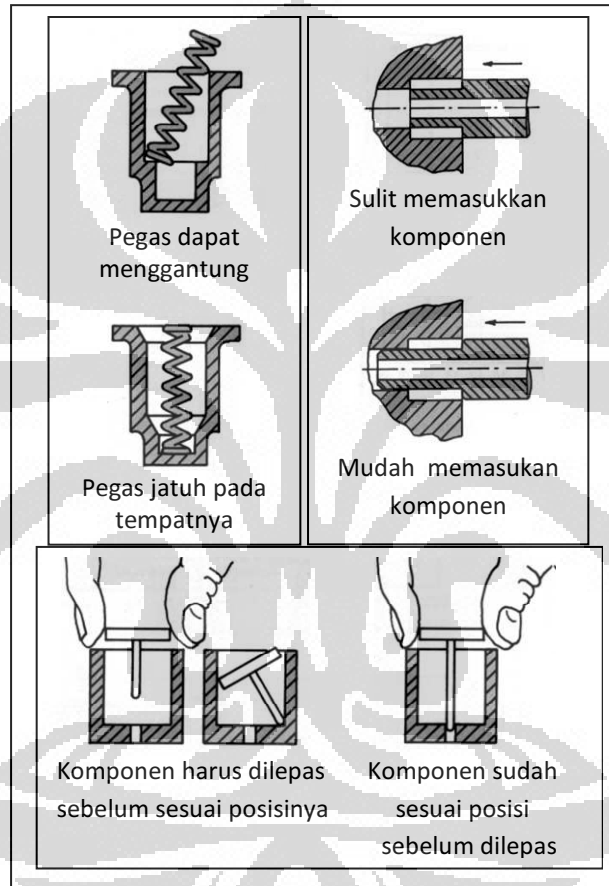 Pegas dapat
menggantung
Pegas jatuh pada
tempatnya
Sulit memasukkan
komponen
Mudah memasukan
komponen
Komponen harus dilepas
sebelum sesuai posisinya
Komponen sudah
sesuai posisi
sebelum dilepas